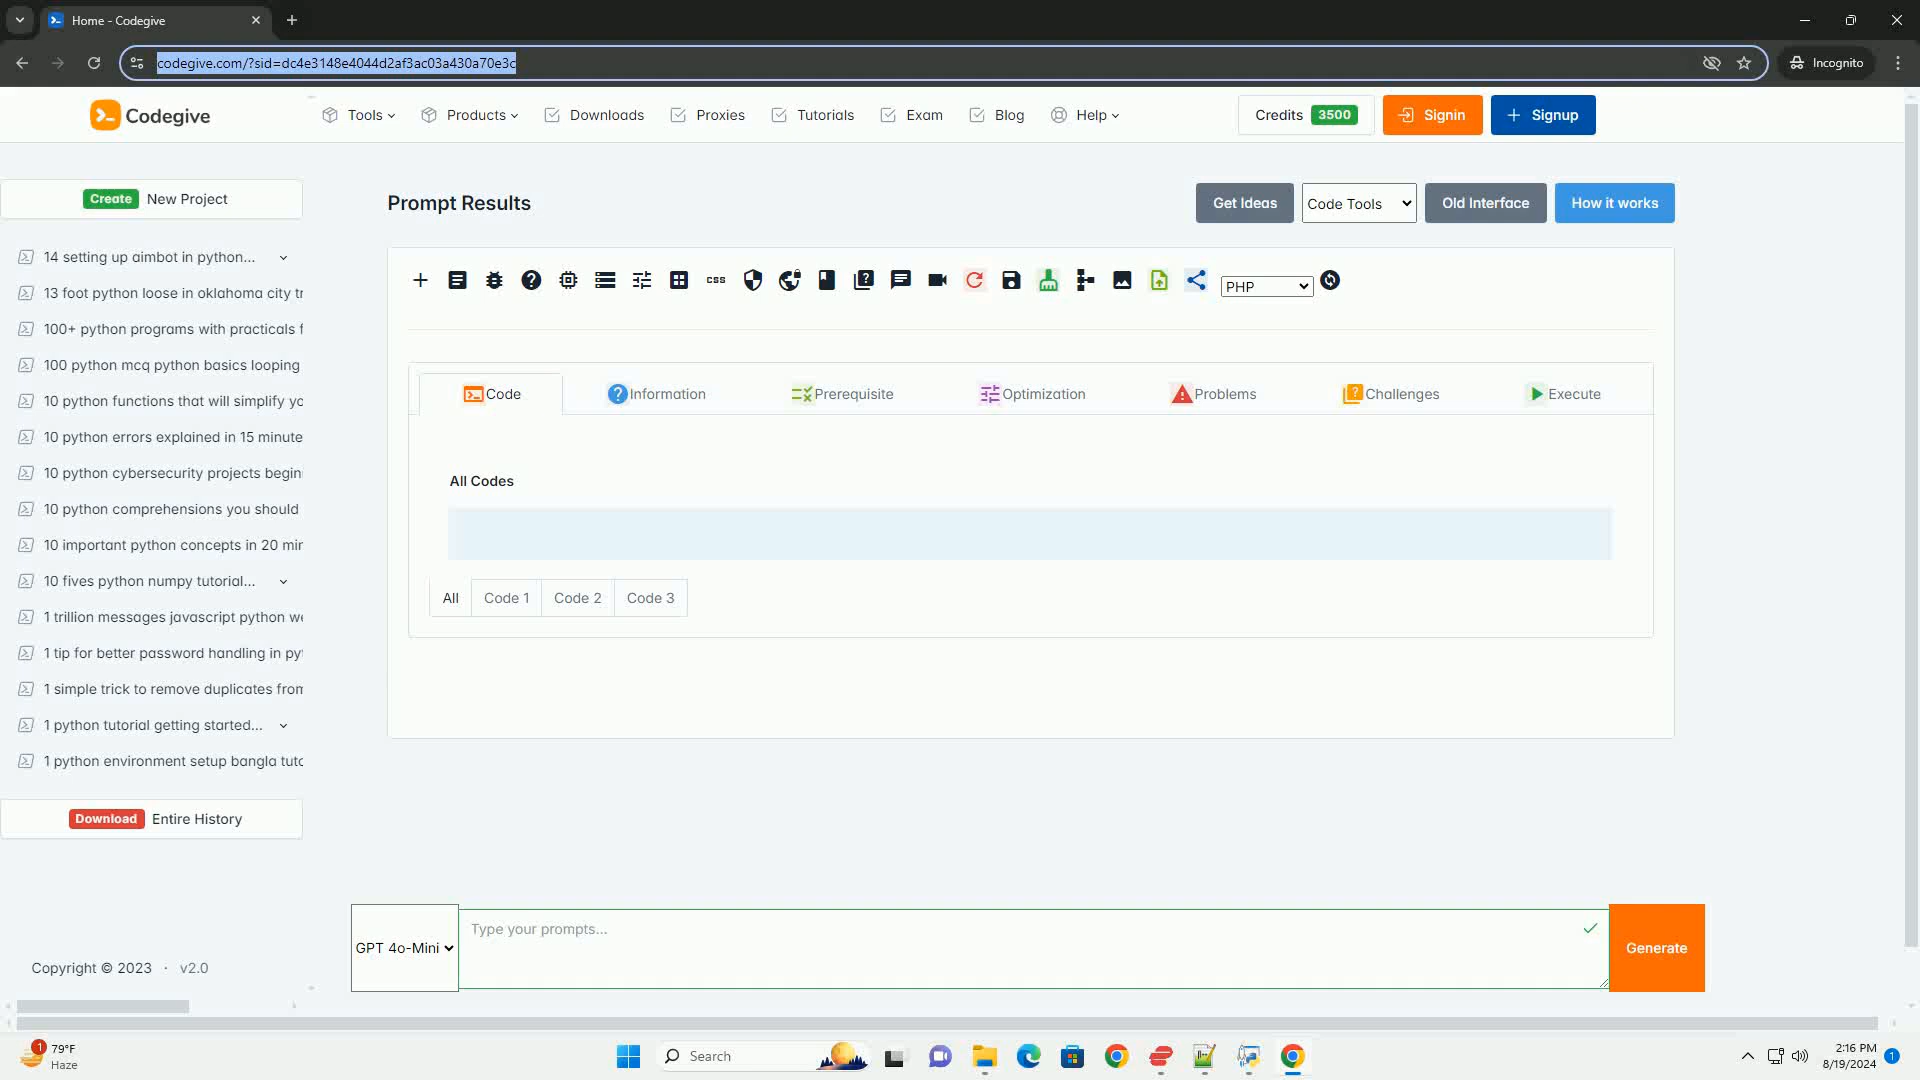 Home - Codegive
codegive.com/?sid=dc4e3148e4044d2af3ac03a430a70e3c
Incognito
Codegive
Tools
Products
Downloads
Proxies
Tutorials
Exam
Blog
Help
Credits 3500
Signin
Signup
Create New Project
14 setting up aimbot in python...
13 foot python loose in oklahoma city tr
100+ python programs with practicals f
100 python mcq python basics looping
10 python functions that will simplify yo
10 python errors explained in 15 minute
10 python cybersecurity projects begin
10 python comprehensions you should
10 important python concepts in 20 min
10 fives python numpy tutorial...
1 trillion messages javascript python we
1 tip for better password handling in pyt
1 simple trick to remove duplicates from
1 python tutorial getting started...
1 python environment setup bangla tuto
Download Entire History
Copyright © 2023 · v2.0
Prompt Results
Get Ideas
Code Tools
Old Interface
How it works
css
PHP
Code
Information
Prerequisite
Optimization
Problems
Challenges
Execute
All Codes
All
Code 1
Code 2
Code 3
GPT 4o-Mini
Type your prompts...
Generate
1
79°F
Haze
Search
2:16 PM
8/19/2024
1